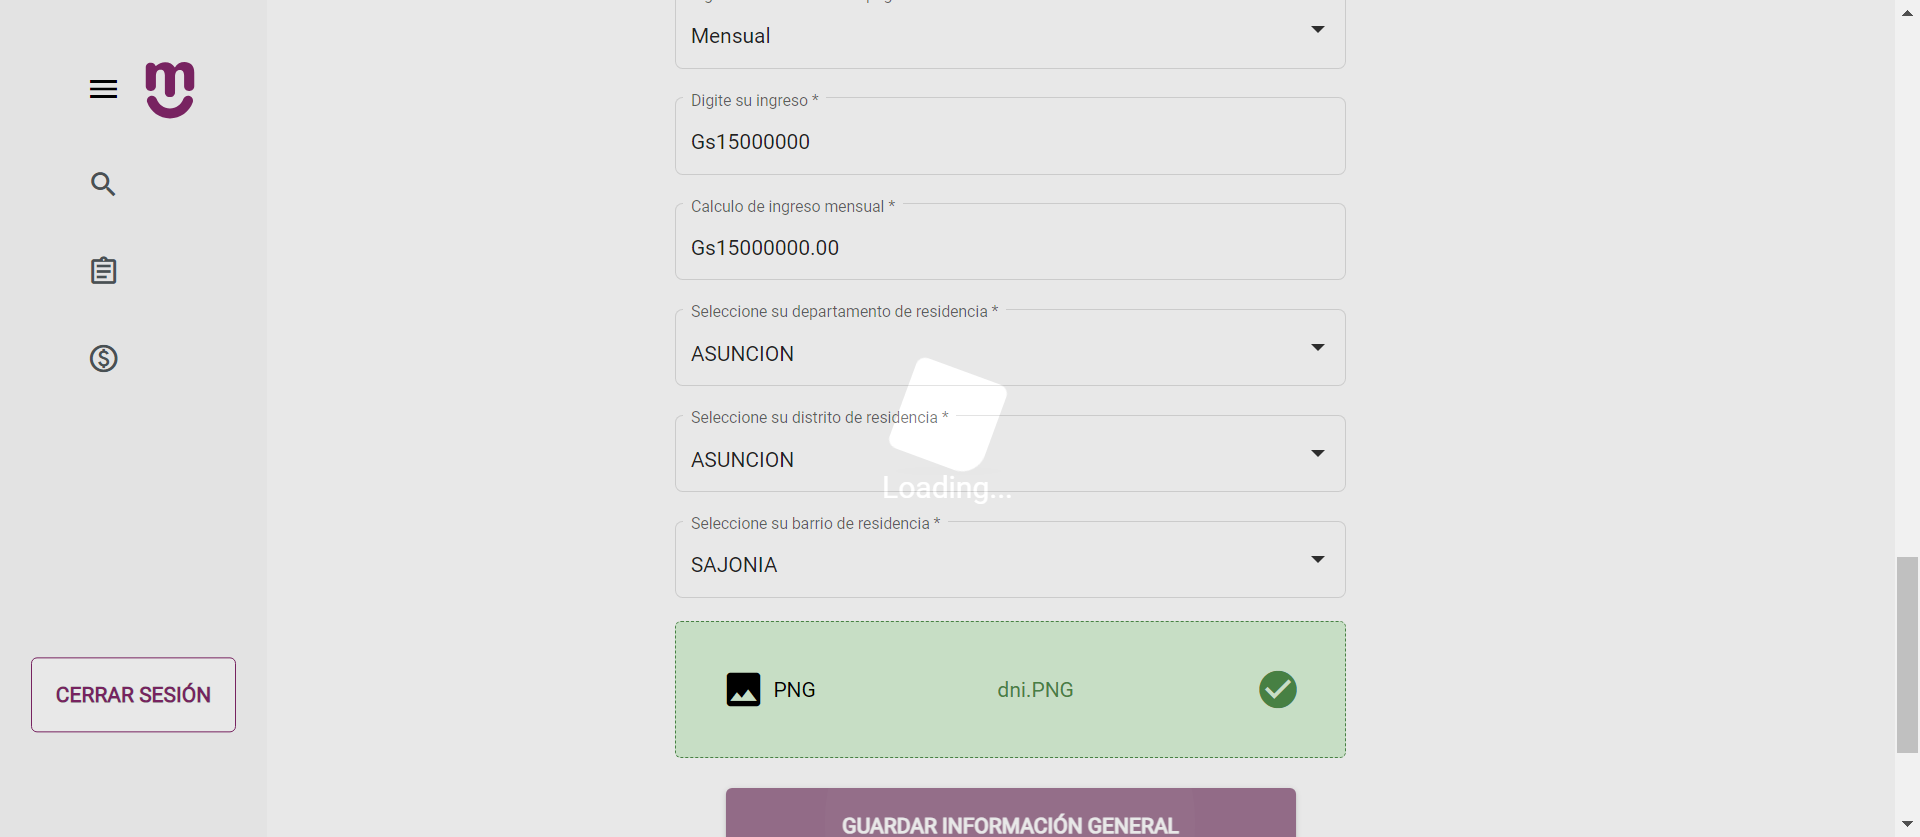 Mensual
Digite su ingreso *
Gs15000000
Calculo de ingreso mensual *
Gs15000000.00
Seleccione su departamento de residencia *
ASUNCION
Seleccione su distrito de residencia *
ASUNCION
Loading...
Seleccione su barrio de residencia *
SAJONIA
PNG
dni.PNG
CERRAR SESIÓN
GUARDAR INFORMACIÓN GENERAL